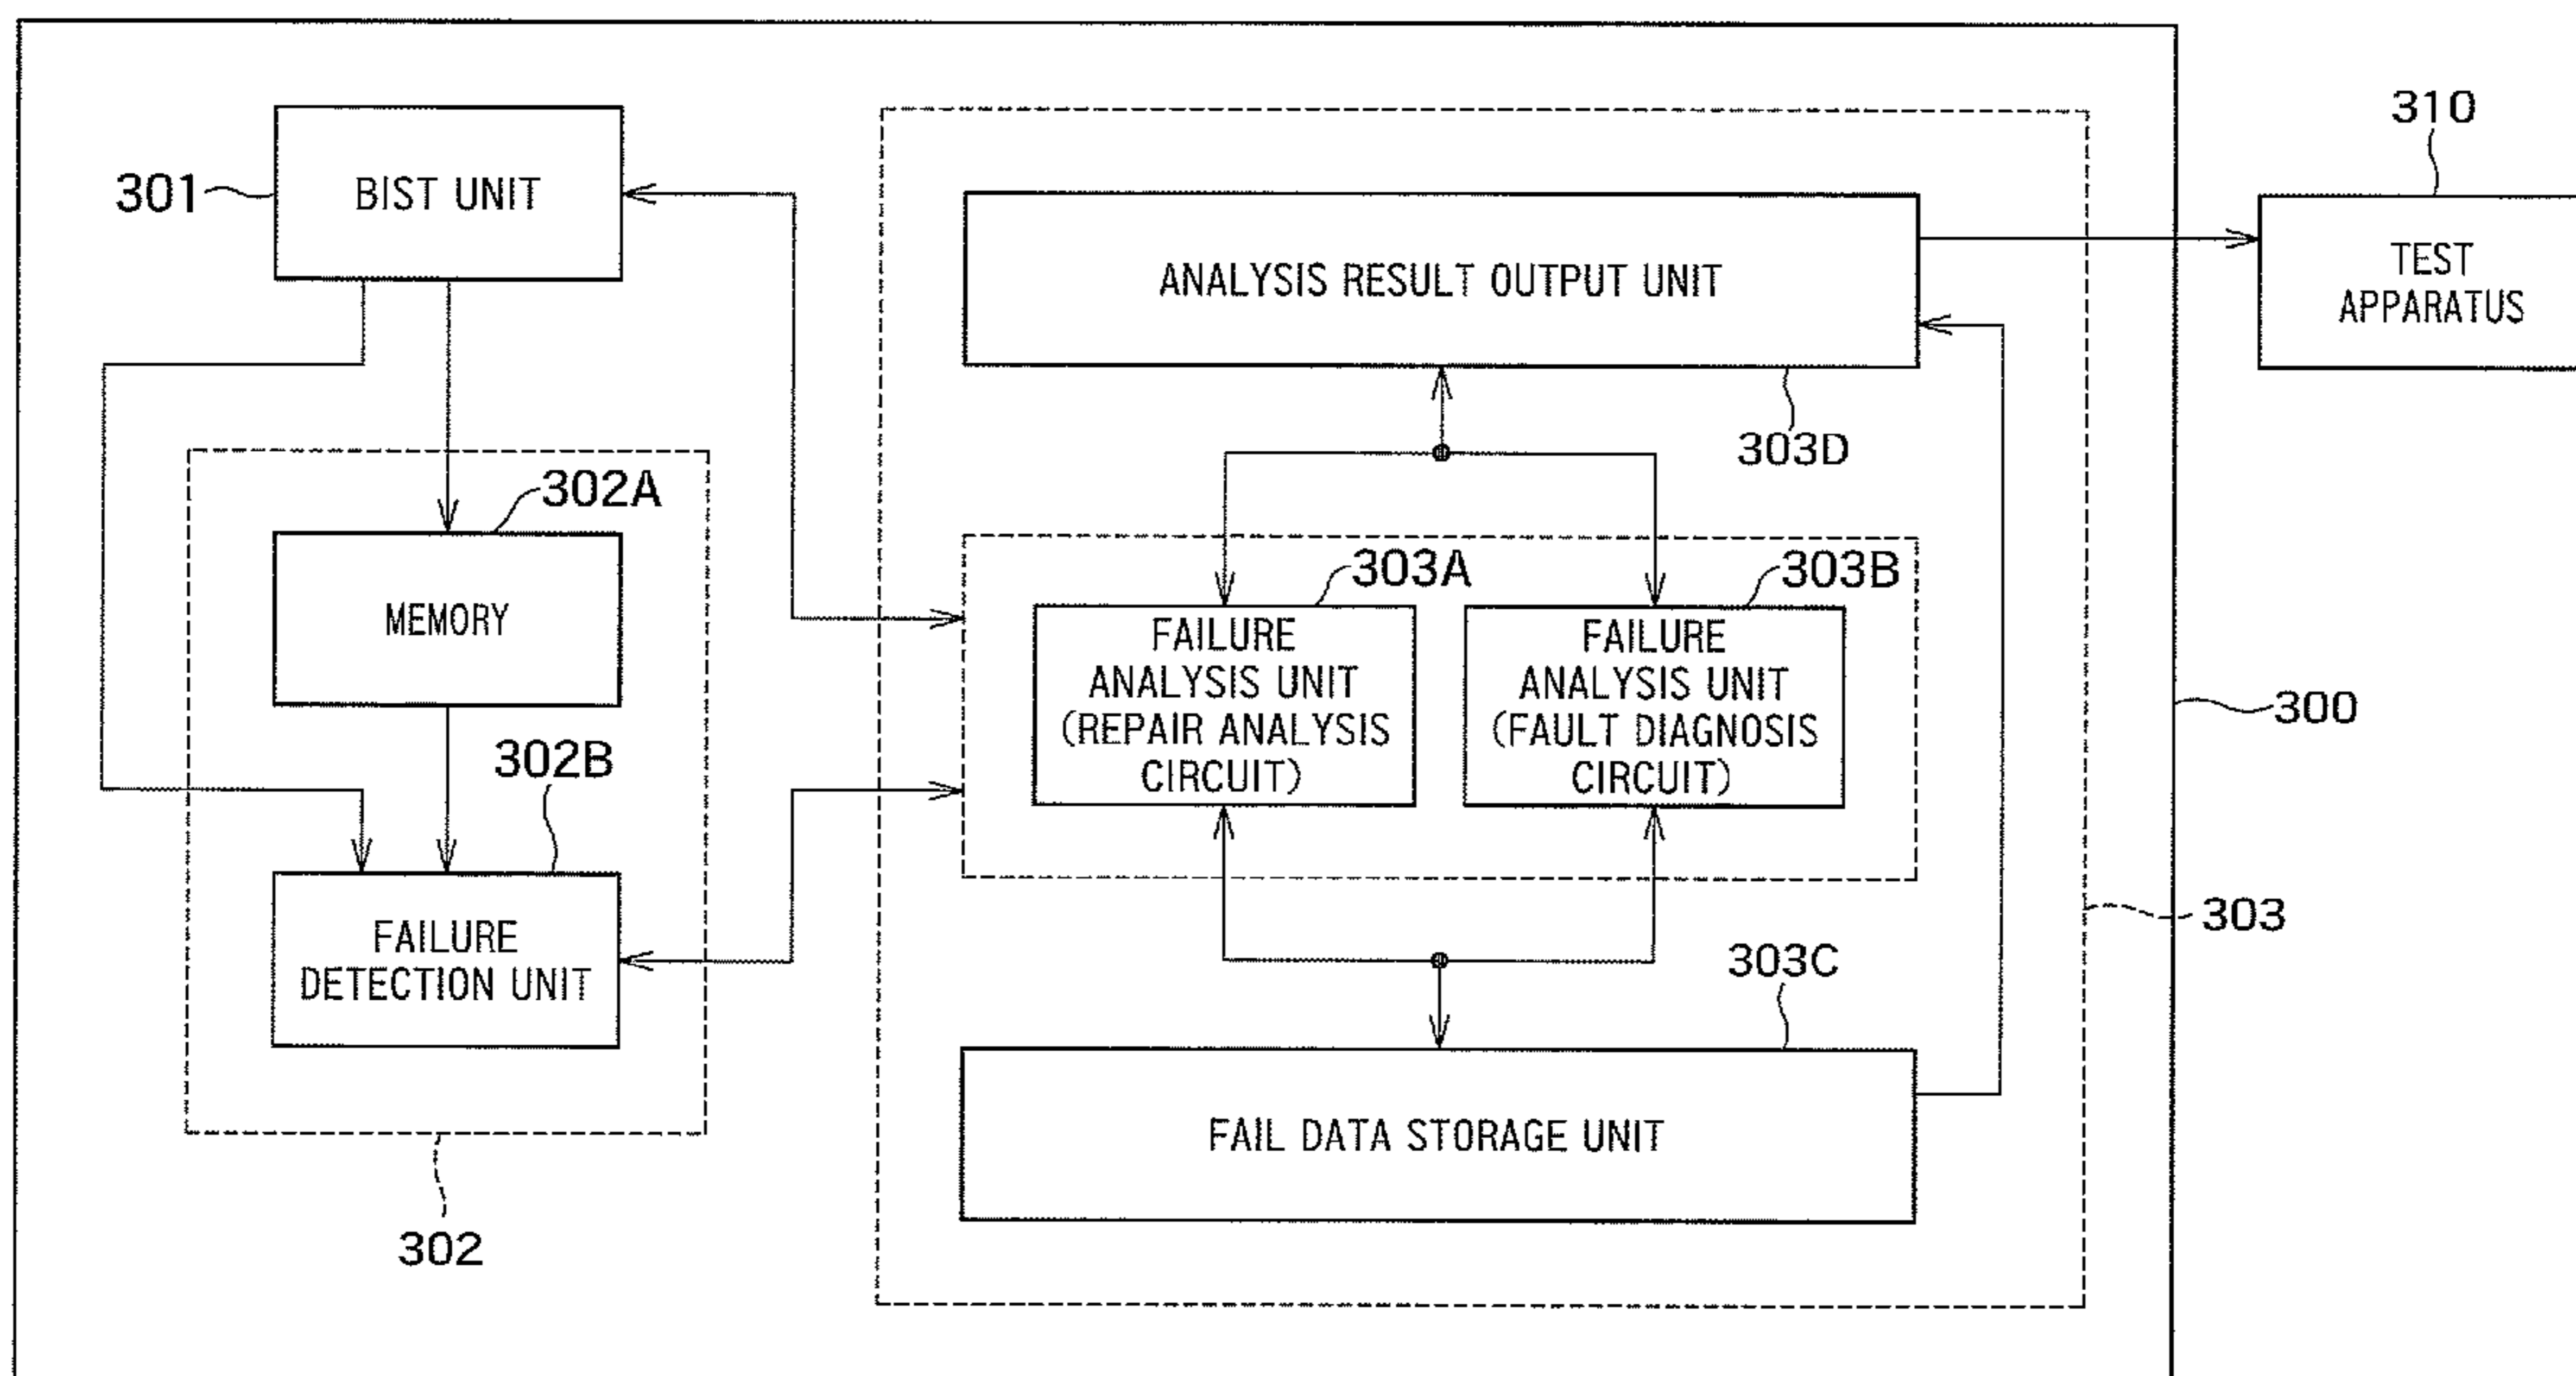 310
301
BIST UNIT
ANALYSIS RESULT OUTPUT UNIT
TEST
APPARATUS
303D
302A
MEMORY
303A
303B
FAILURE
ANALYSIS UNIT
(REPAIR ANALYSIS
CIRCUIT)
FAILURE
ANALYSIS UNIT
(FAULT DIAGNOSIS
CIRCUIT)
300
302B
FAILURE
DETECTION UNIT
303
303C
FAIL DATA STORAGE UNIT
302